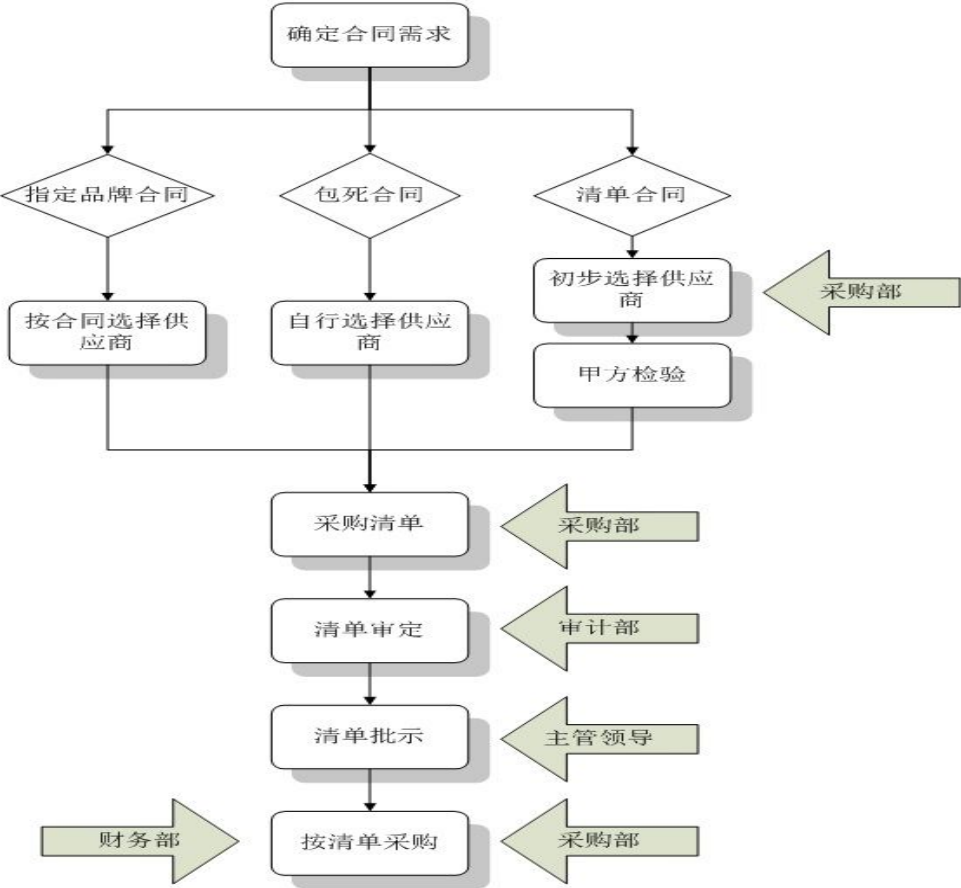 确定合同需求
指定品牌合同
包死合同
清单合同
初步选择供应
商
采购部
按合同选择供
应商
自行选择供应
商
甲方检验
采购清单
采购部
清单审定
审计部
清单批示
主管领导
财务部
按清单采购
采购部